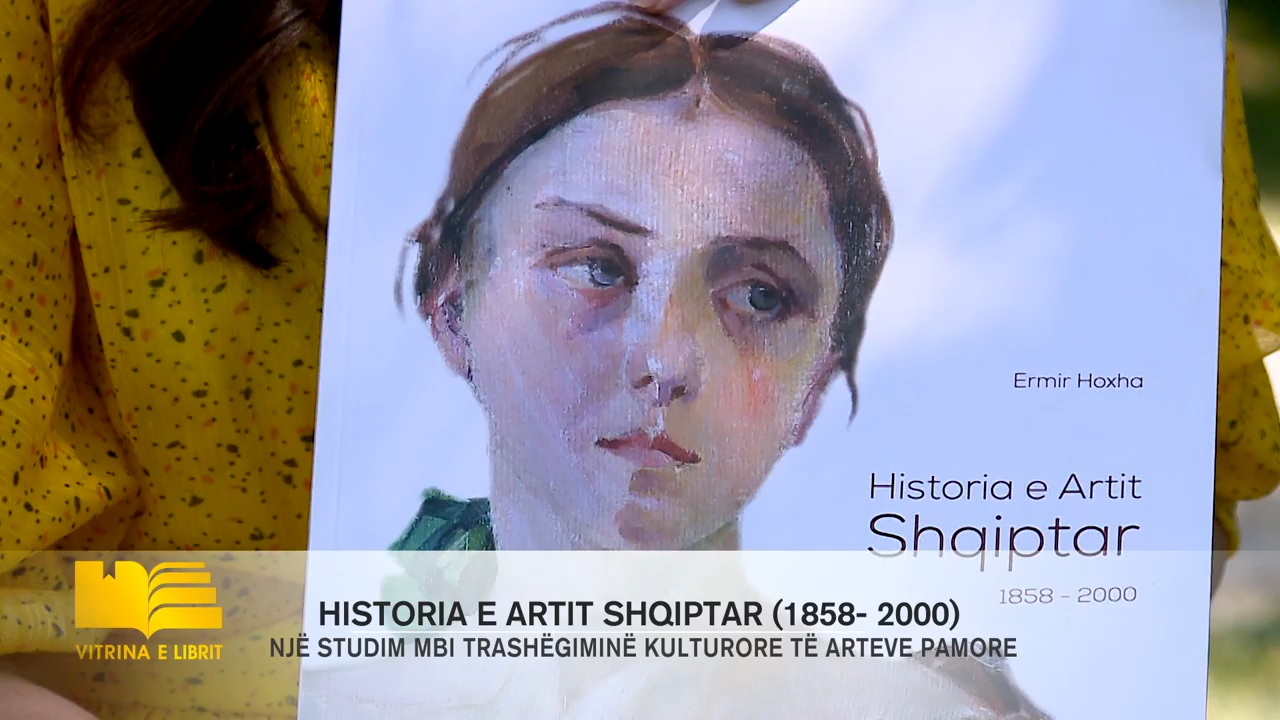 Ermir Hoxha
Historia e Artit
Shqiptar
1858 - 2000
HISTORIA E ARTIT SHQIPTAR (1858- 2000)
NJË STUDIM MBI TRASHËGIMINË KULTURORE TË ARTEVE PAMORE
VITRINA E LIBRIT